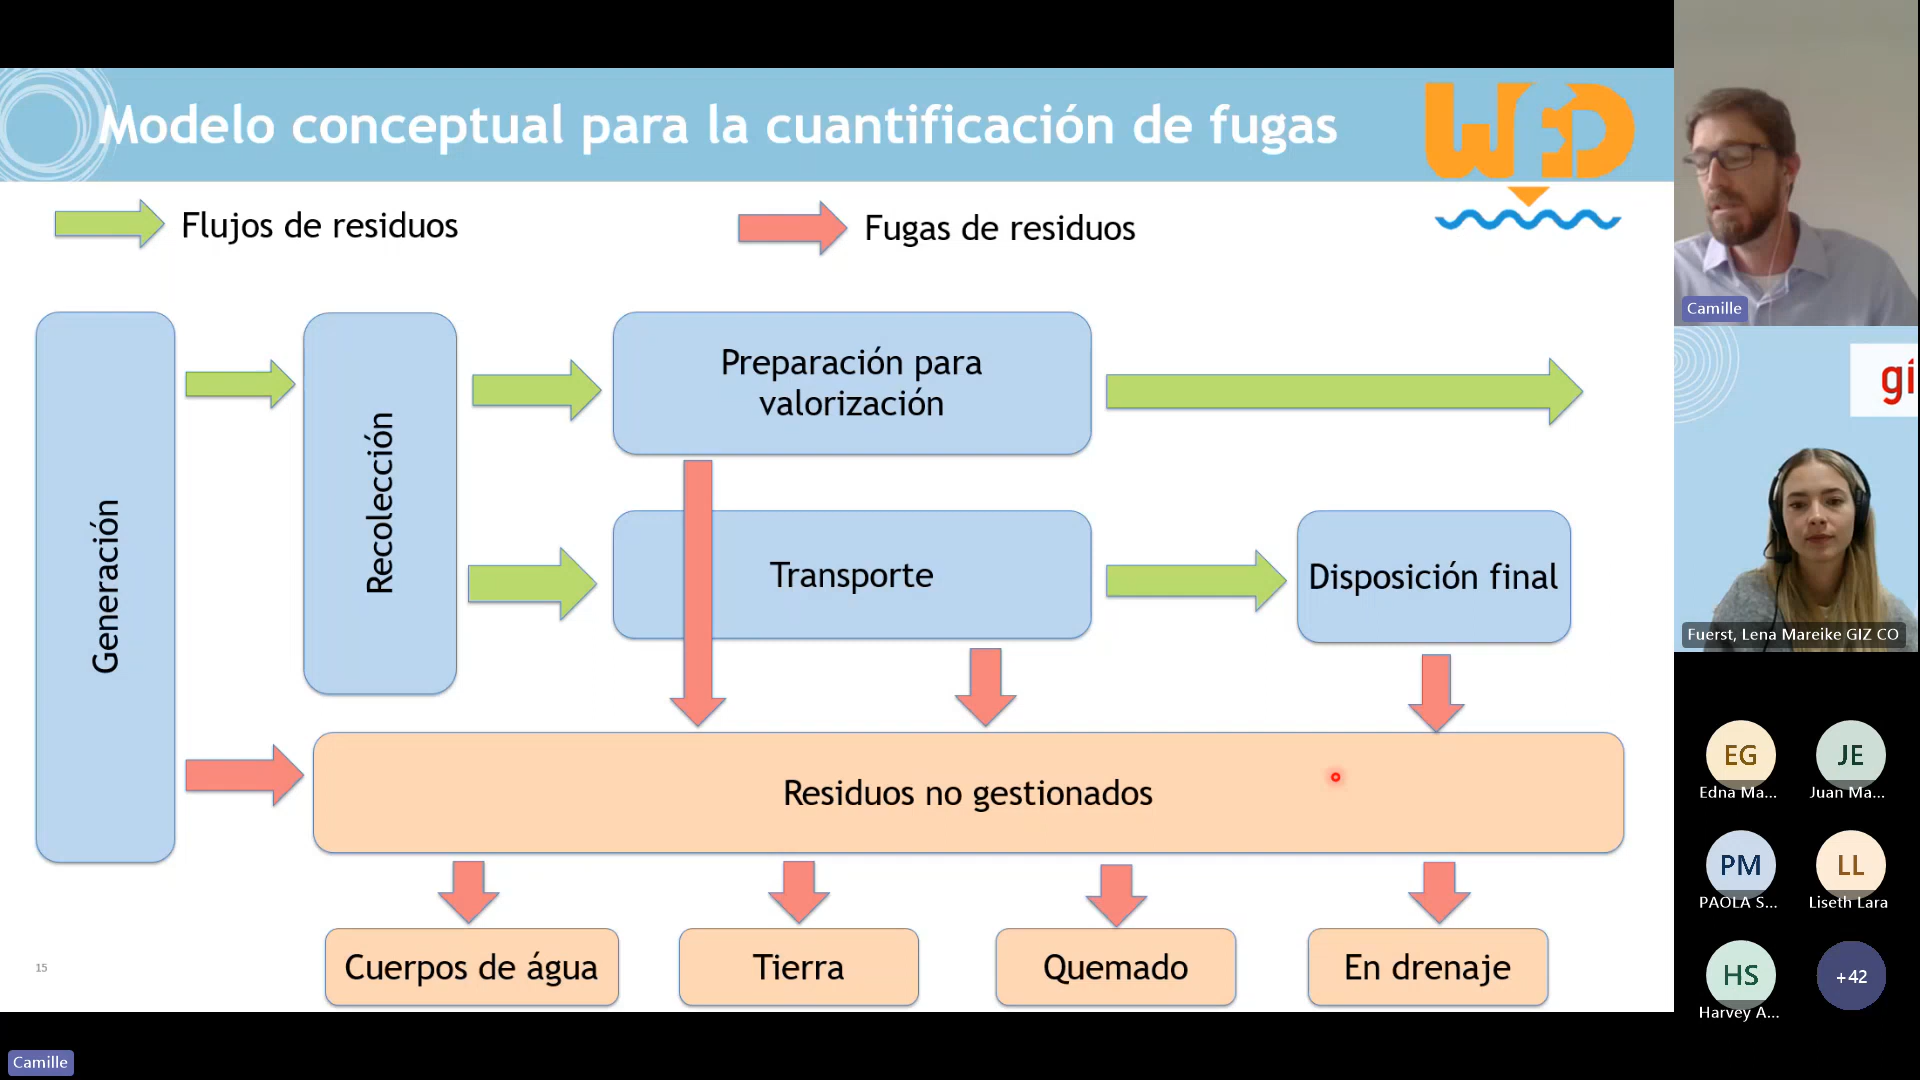 Modelo conceptual para la cuantificación de fugas
WFD
Flujos de residuos
Fugas de residuos
Generación
Recolección
Preparación para
valorización
Transporte
Disposición final
Residuos no gestionados
Cuerpos de água
Tierra
Quemado
En drenaje
15
Camille
Camille
gi
Fuerst, Lena Mareike GIZ CO
EG
Edna Ma...
JE
Juan Ma...
PM
PAOLA S...
LL
Liseth Lara
HS
Harvey A...
+42